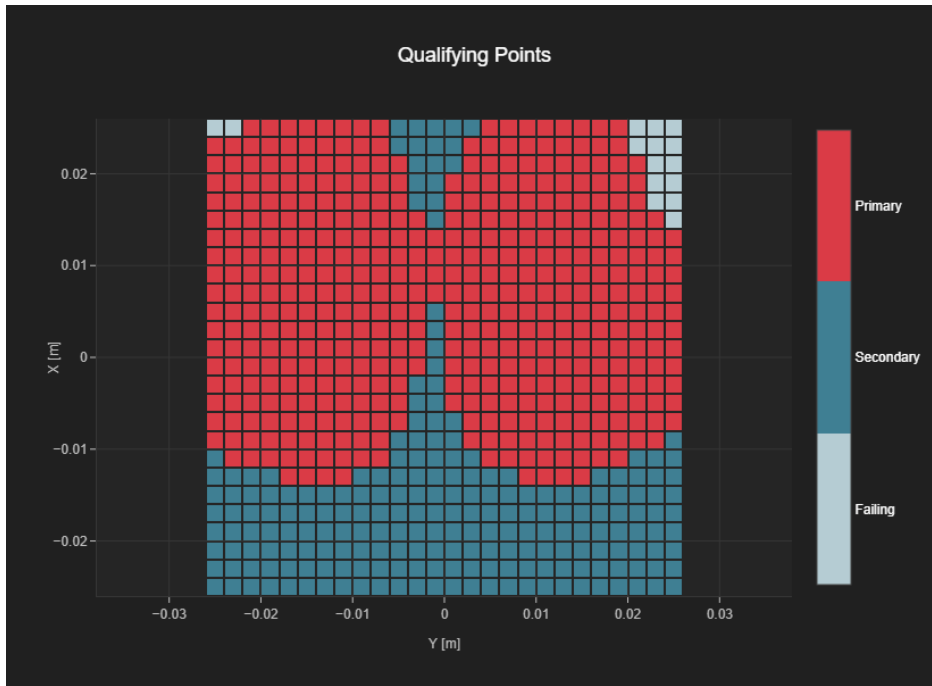 Qualifying Points
X [m]
0.02
0.01
0
−0.01
−0.02
−0.03
−0.02
−0.01
0
0.01
0.02
0.03
Y [m]
Primary
Secondary
Failing